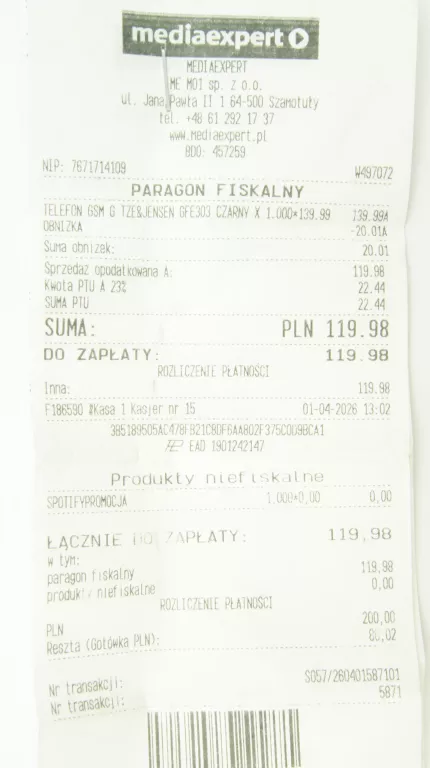 mediaexpert
MEDIAEXPERT
ME M01 sp. z o.o.
ul. Jana Pawła II 1 64-500 Szamotuły
tel. +48 61 292 17 37
www.mediaexpert.pl
BDO: 457259
NIP: 7671714109 W497072
PARAGON FISKALNY
TELEFON GSM G TZE&JENSEN GFE303 CZARNY X 1.000×139.99 139.99A
OBNIŻKA -20.01A
Suma obniżek: 20.01
Sprzedaż opodatkowana A: 119.98
Kwota PTU A 23% 22.44
SUMA PTU 22.44
SUMA: PLN 119.98
DO ZAPŁATY: 119.98
ROZLICZENIE PŁATNOŚCI
Inna: 119.98
F186590 #Kasa 1 Kasjer nr 15 01-04-2026 13:02
EAD 1901242147
Produkty niefiskalne
SPOTIFYPROMOCJA 1.000×0,00 0,00
ŁĄCZNIE DO ZAPŁATY: 119,98
w tym:
paragon fiskalny 119,98
produkty niefiskalne 0,00
ROZLICZENIE PŁATNOŚCI
PLN 200,00
Reszta (Gotówka PLN): 80,02
Nr transakcji: S057/260401587101
Nr transakcji: 5871